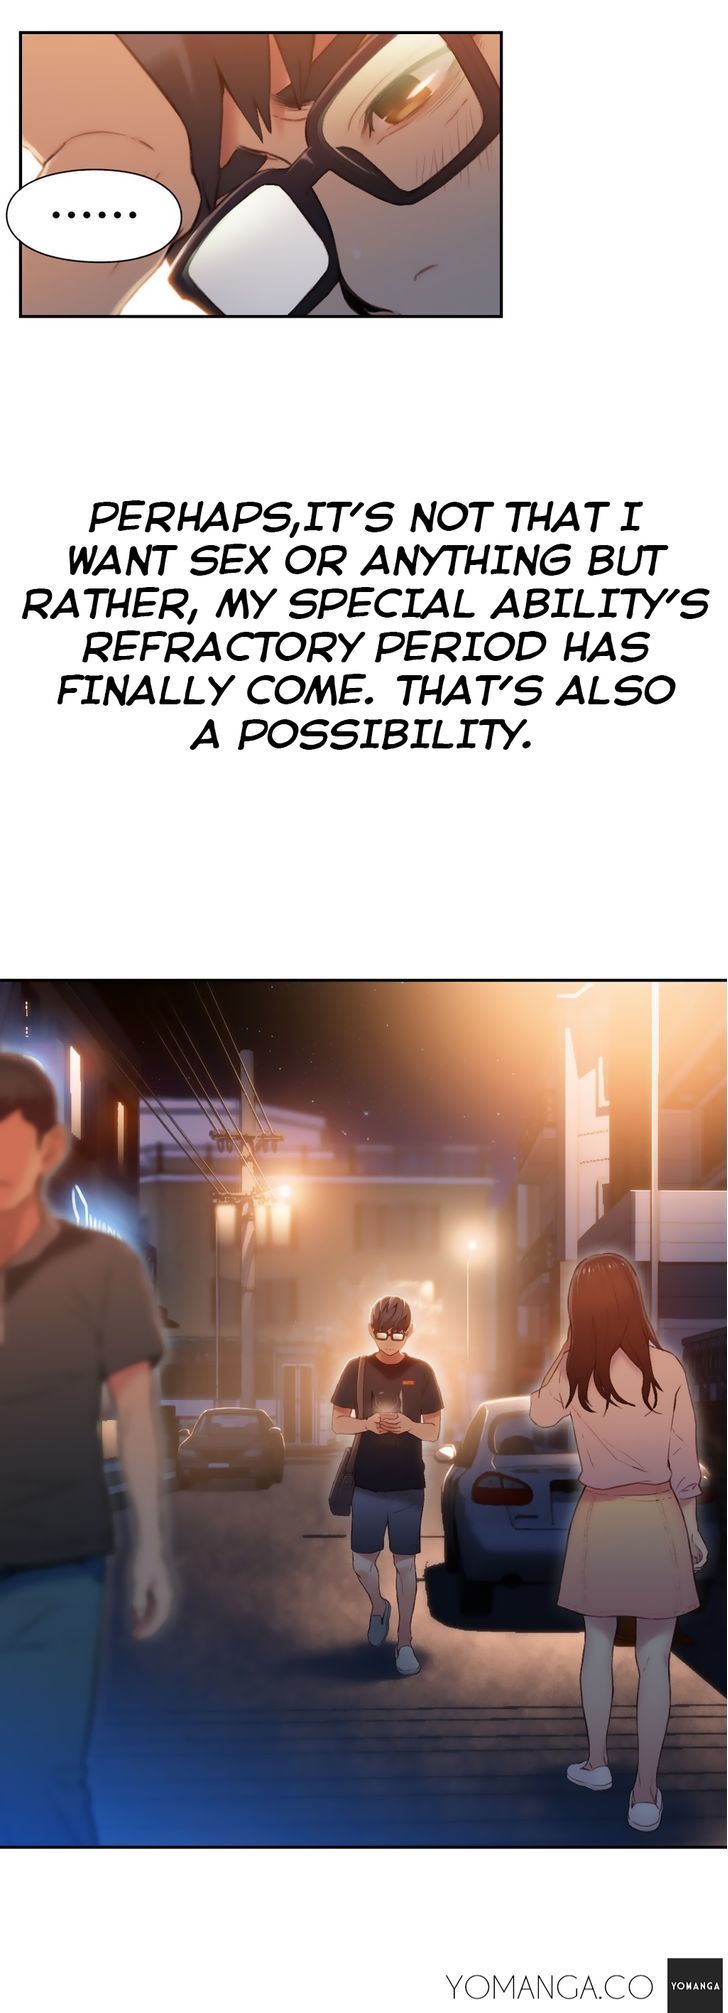 ......
PERHAPS,IT'S NOT THAT I
WANT SEX OR ANYTHING BUT
RATHER, MY SPECIAL ABILITY'S
REFRACTORY PERIOD HAS
FINALLY COME. THAT'S ALSO
A POSSIBILITY.
YOMANGA.CO
YOMANGA